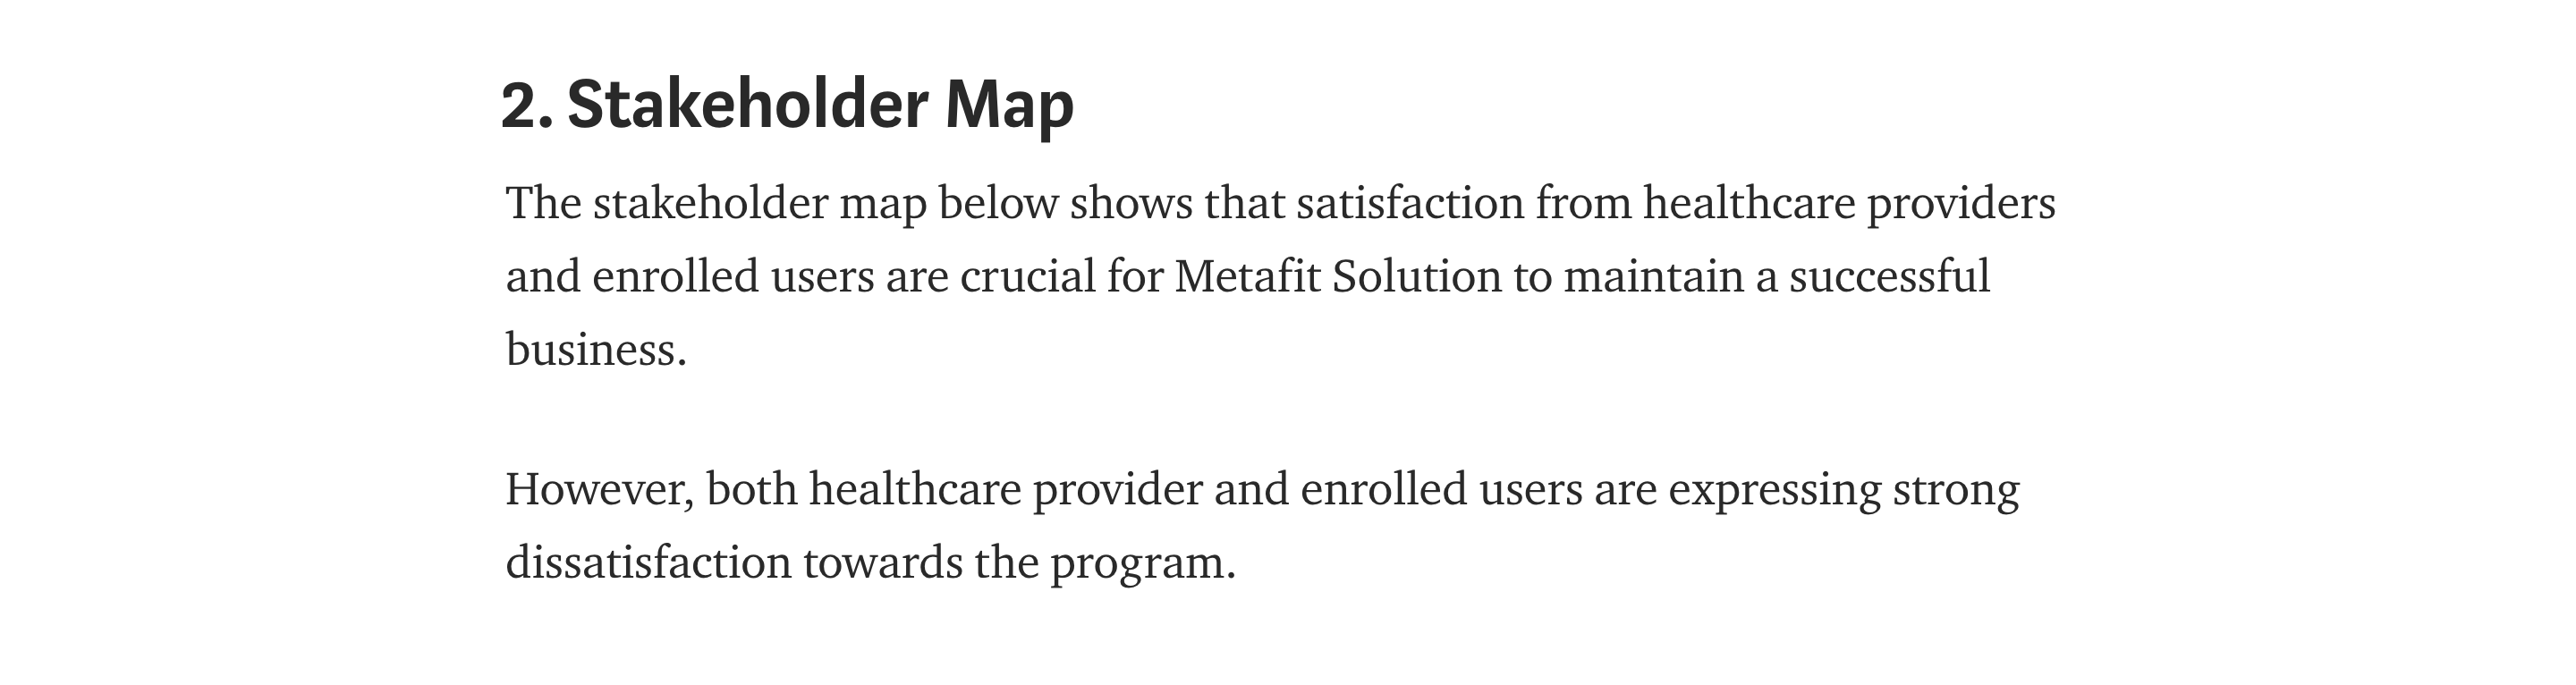 2. Stakeholder Map
The stakeholder map below shows that satisfaction from healthcare providers
and enrolled users are crucial for Metafit Solution to maintain a successful
business.
However, both healthcare provider and enrolled users are expressing strong
dissatisfaction towards the program.